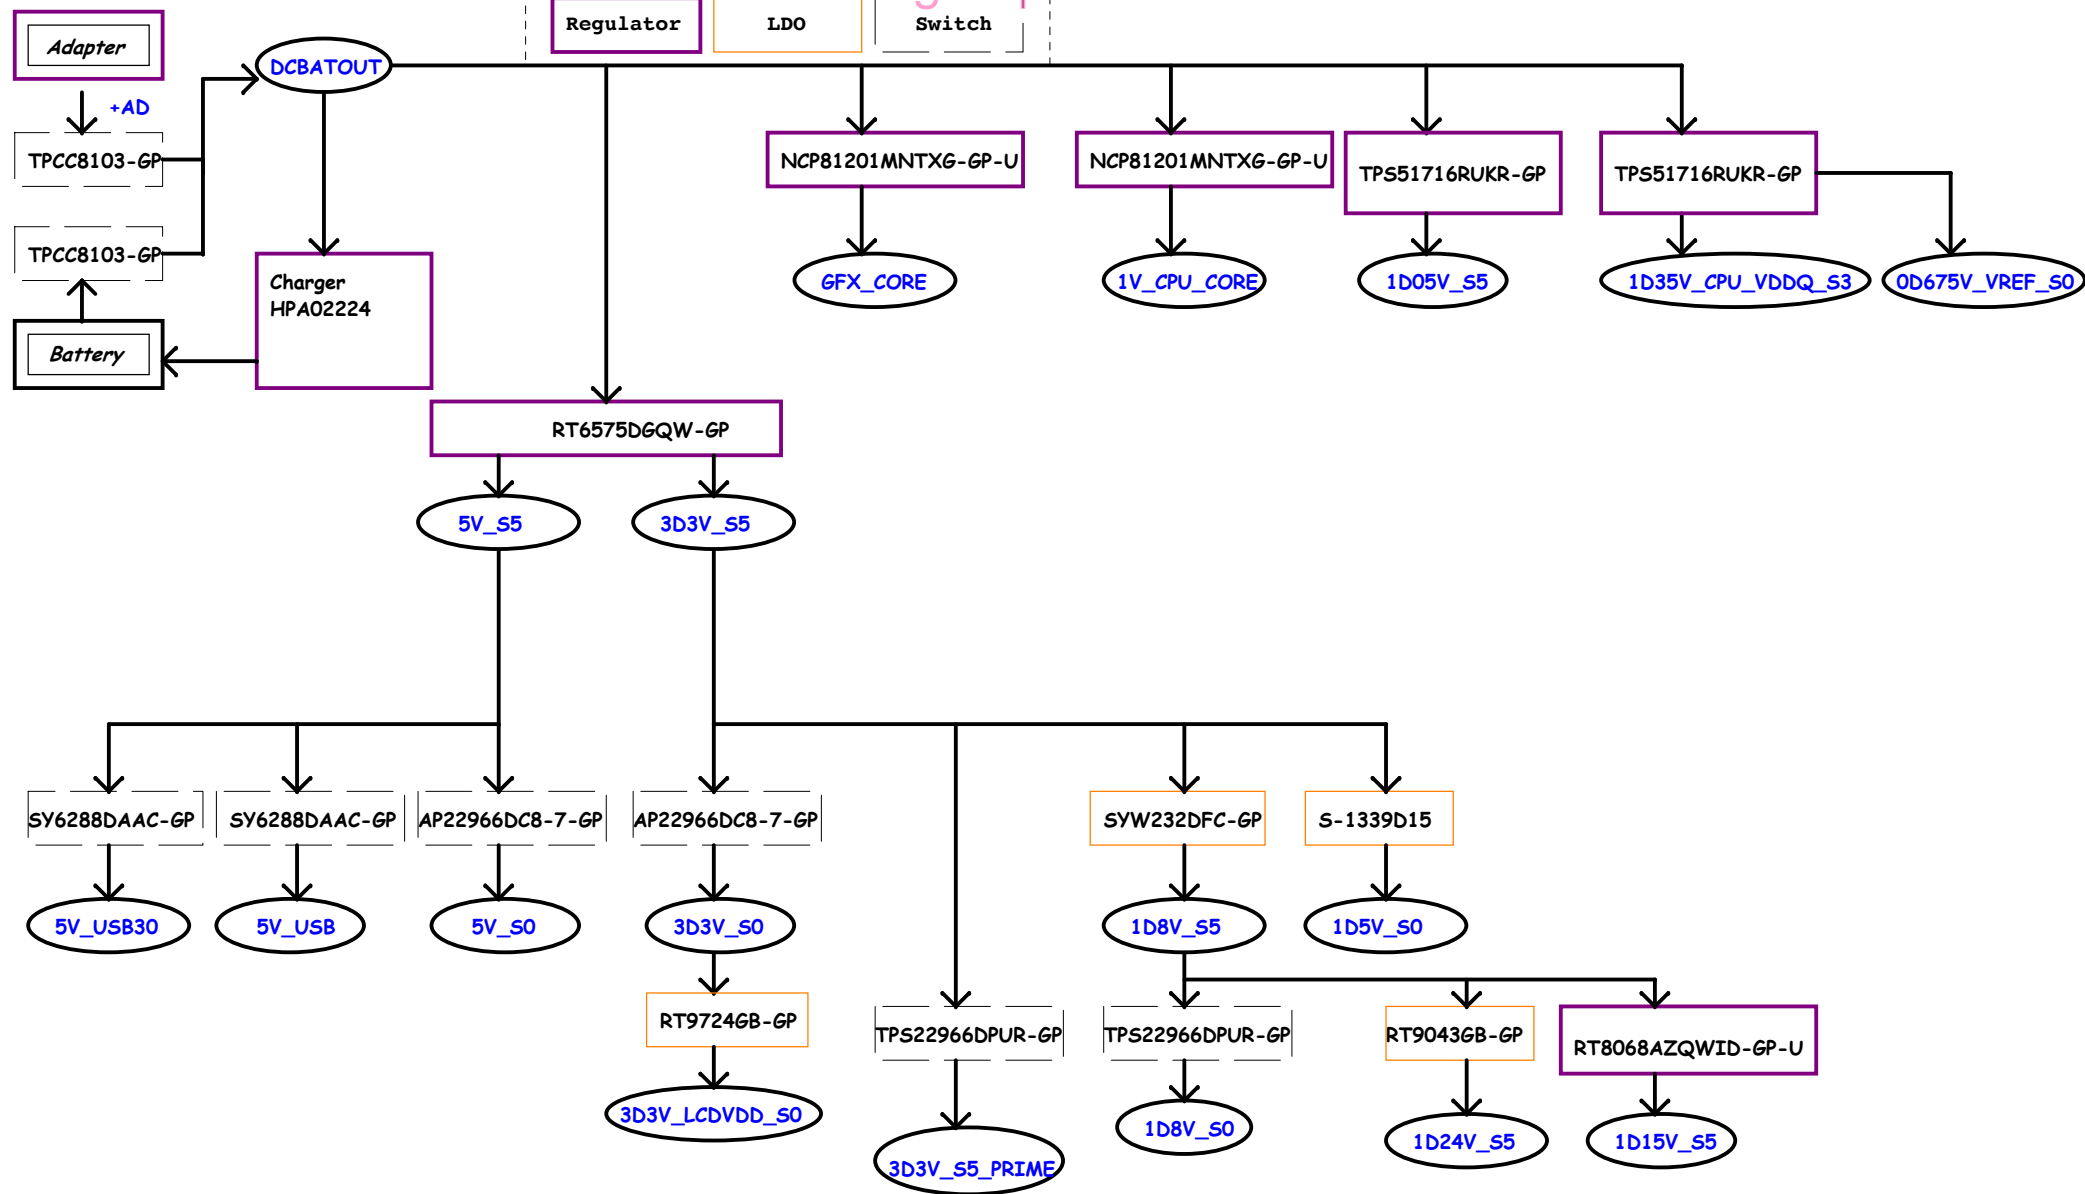 Regulator
LDO
Switch
Adapter
DCBATOUT
+AD
TPCC8103-GP
NCP81201MNTXG-GP-U
NCP81201MNTXG-GP-U
TPS51716RUKR-GP
TPS51716RUKR-GP
TPCC8103-GP
Charger
HPA02224
GFX_CORE
1V_CPU_CORE
1D05V_S5
1D35V_CPU_VDDQ_S3
0D675V_VREF_S0
Battery
RT6575DGQW-GP
5V_S5
3D3V_S5
SY6288DAAC-GP
SY6288DAAC-GP
AP22966DC8-7-GP
AP22966DC8-7-GP
SYW232DFC-GP
S-1339D15
5V_USB30
5V_USB
5V_S0
3D3V_S0
1D8V_S5
1D5V_S0
RT9724GB-GP
TPS22966DPUR-GP
TPS22966DPUR-GP
RT9043GB-GP
RT8068AZQWID-GP-U
3D3V_LCDVDD_S0
1D8V_S0
1D24V_S5
1D15V_S5
3D3V_S5_PRIME